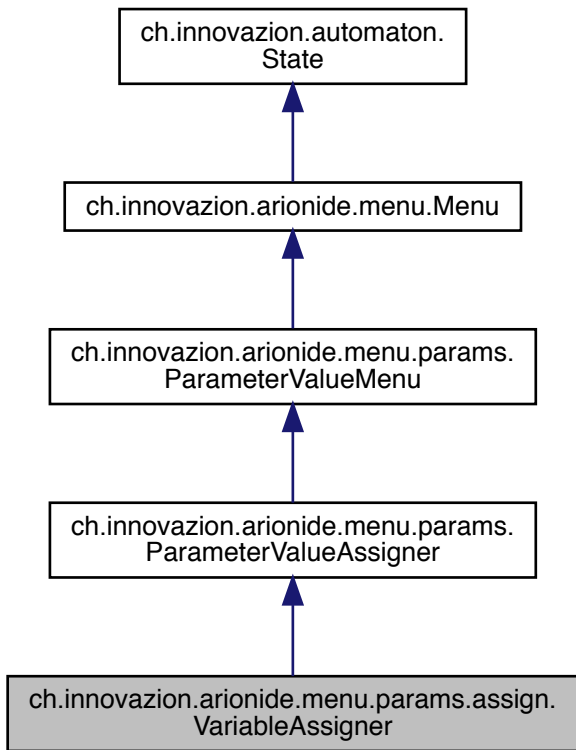 ch.innovazion.automaton.
State
ch.innovazion.arionide.menu.Menu
ch.innovazion.arionide.menu.params.
ParameterValueMenu
ch.innovazion.arionide.menu.params.
ParameterValueAssigner
ch.innovazion.arionide.menu.params.assign.
VariableAssigner